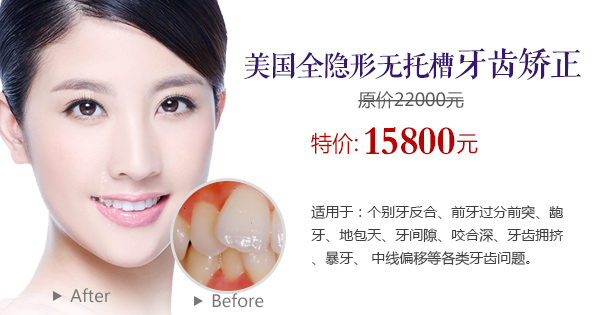 美国全隐形无托槽牙齿矫正
原价22000元
特价:15800元
适用于：个别牙反合、前牙过分前突、龅
牙、地包天、牙间隙、咬合深、牙齿拥挤
、暴牙、 中线偏移等各类牙齿问题。
After
Before